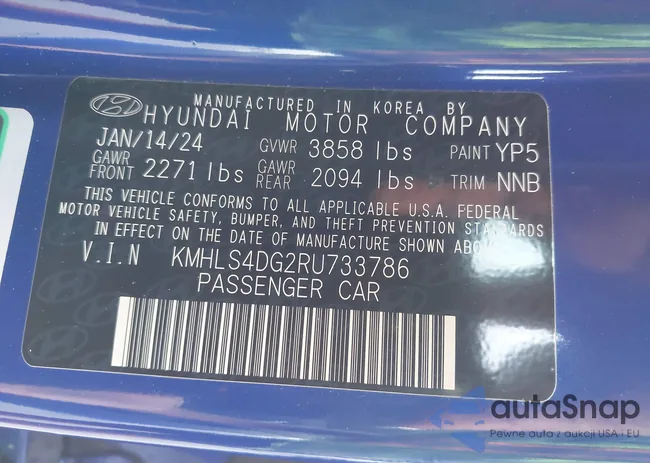 MANUFACTURED IN KOREA BY
HYUNDAI MOTOR COMPANY
JAN/14/24 GVWR 3858 lbs PAINT YP5
GAWR FRONT 2271 lbs GAWR REAR 2094 lbs TRIM NNB
THIS VEHICLE CONFORMS TO ALL APPLICABLE U.S.A. FEDERAL
MOTOR VEHICLE SAFETY, BUMPER, AND THEFT PREVENTION STANDARDS
IN EFFECT ON THE DATE OF MANUFACTURE SHOWN ABOVE
V.I.N KMHLS4DG2RU733786
PASSENGER CAR
autaSnap
Pewne auta z aukcji USA i EU